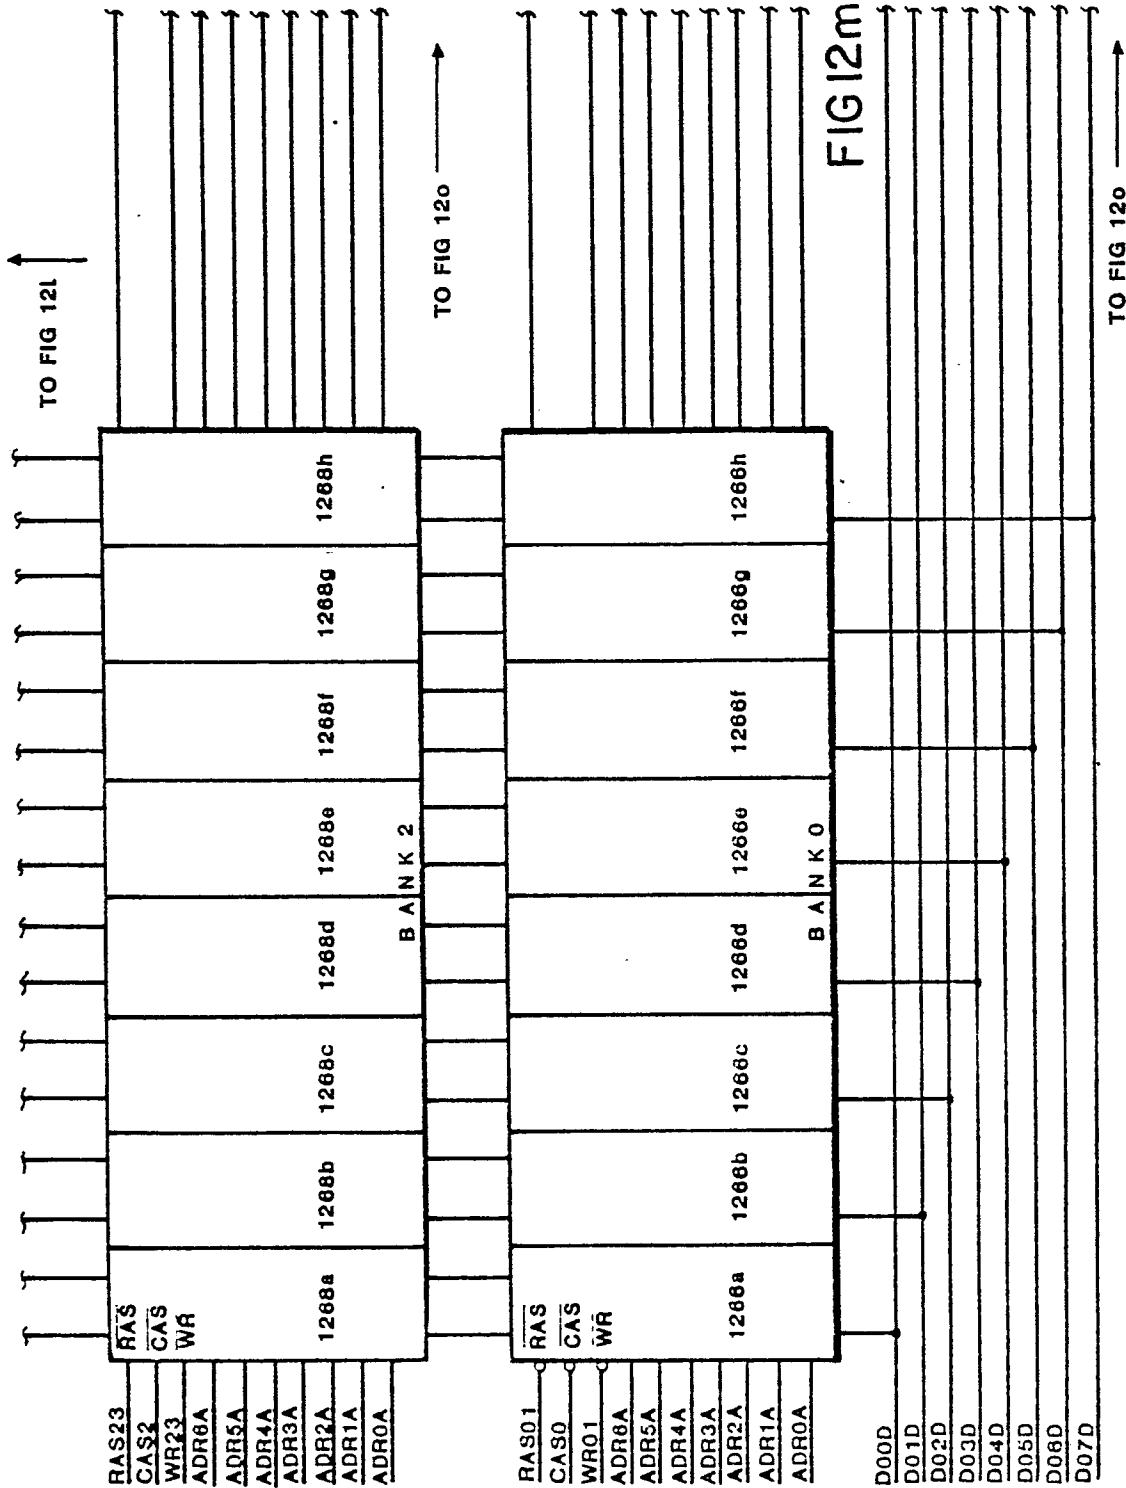 TO FIG 12l
RAS23
CAS2
WR23
ADR6A
ADR5A
ADR4A
ADR3A
ADR2A
ADR1A
ADR0A
RAS
CAS
WR
1268a
1268b
1268c
1268d
1268e
1268f
1268g
1268h
BANK 2
TO FIG 12o
RAS01
CAS0
WR01
ADR6A
ADR5A
ADR4A
ADR3A
ADR2A
ADR1A
ADR0A
RAS
CAS
WR
1266a
1266b
1266c
1266d
1266e
1266f
1266g
1266h
BANK 0
FIG 12m
D00D
D01D
D02D
D03D
D04D
D05D
D06D
D07D
TO FIG 12o